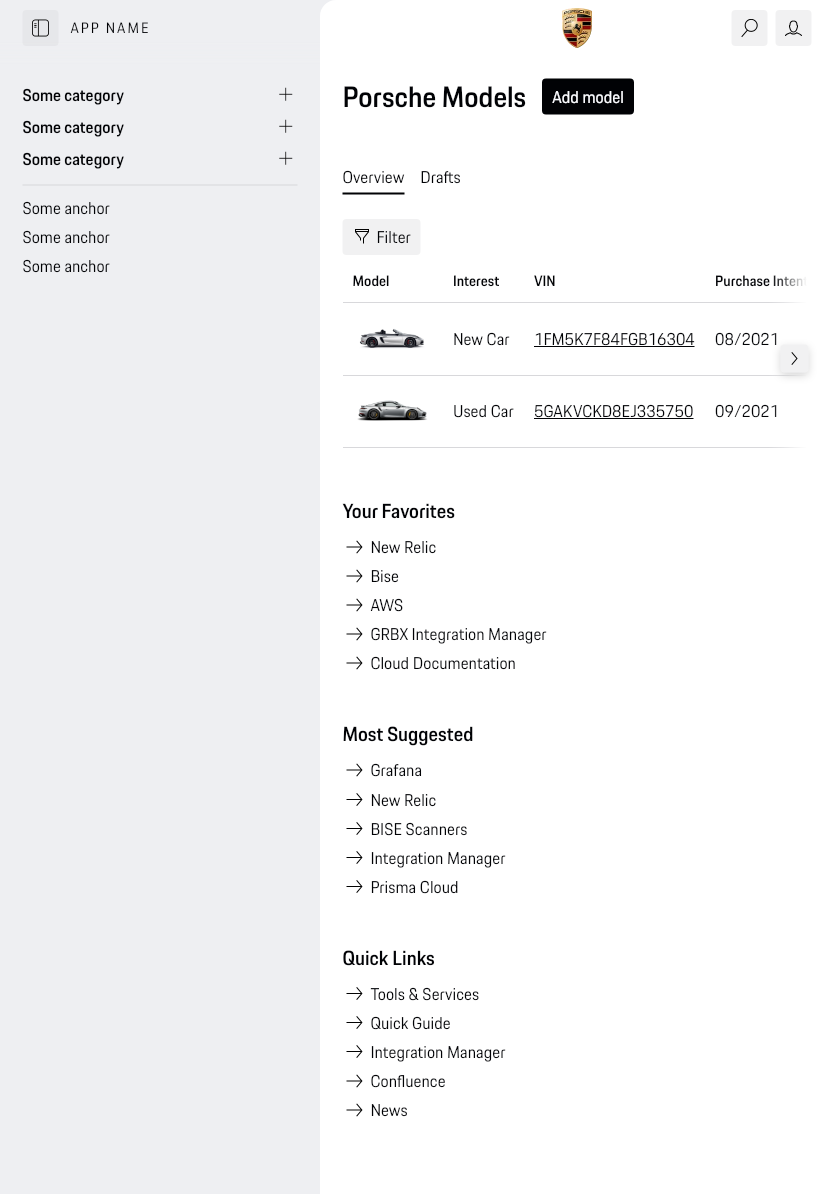 APP NAME
Some category
Some category
Some category
Some anchor
Some anchor
Some anchor
PORSCHE
Porsche Models
Add model
Overview Drafts
Filter
Model Interest VIN Purchase Inten
New Car 1FM5K7F84FGB16304 08/2021
Used Car 5GAKVCKD8EJ335750 09/2021
Your Favorites
New Relic
Bise
AWS
GRBX Integration Manager
Cloud Documentation
Most Suggested
Grafana
New Relic
BISE Scanners
Integration Manager
Prisma Cloud
Quick Links
Tools & Services
Quick Guide
Integration Manager
Confluence
News